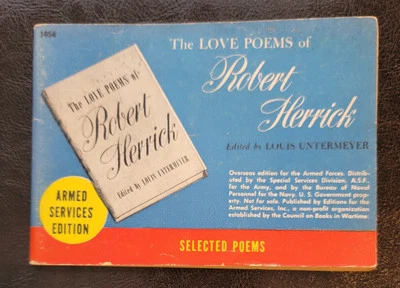 1056
The LOVE POEMS of
Robert
Herrick
Edited by LOUIS UNTERMEYER
The LOVE POEMS of
Robert
Herrick
Edited by LOUIS UNTERMEYER
Overseas edition for the Armed Forces. Distrib-
uted by the Special Services Division, A.S.F.,
for the Army, and by the Bureau of Naval
Personnel for the Navy. U. S. Government prop-
erty. Not for sale. Published by Editions for the
Armed Services, Inc., a non-profit organization
established by the Council on Books in Wartime.
ARMED
SERVICES
EDITION
SELECTED POEMS